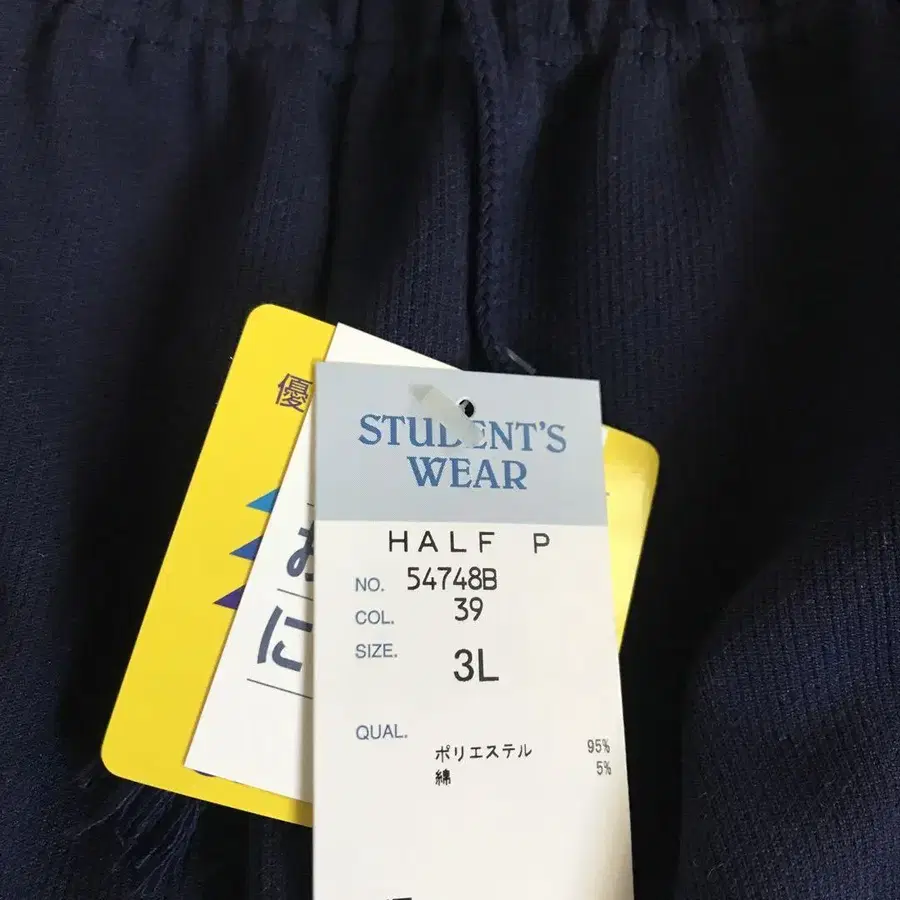 優
STUDENT'S
WEAR
HALF P
NO. 54748B
COL. 39
SIZE. 3L
QUAL.
ポリエステル 95%
綿 5%
に